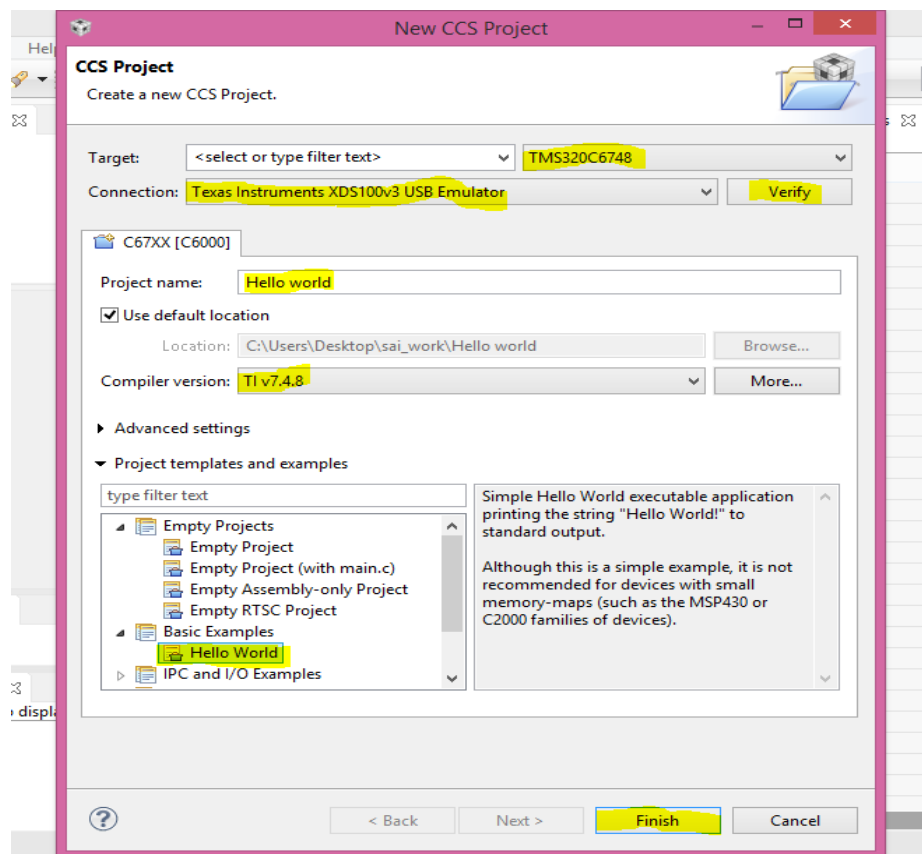 New CCS Project
Help
CCS Project
Create a new CCS Project.
Target: <select or type filter text> TMS320C6748
Connection: Texas Instruments XDS100v3 USB Emulator Verify
C67XX [C6000]
Project name: Hello world
Use default location
Location: C:\Users\Desktop\sai_work\Hello world Browse...
Compiler version: TI v7.4.8 More...
Advanced settings
Project templates and examples
type filter text
Empty Projects
Empty Project
Empty Project (with main.c)
Empty Assembly-only Project
Empty RTSC Project
Basic Examples
Hello World
IPC and I/O Examples
Simple Hello World executable application
printing the string "Hello World!" to
standard output.
Although this is a simple example, it is not
recommended for devices with small
memory-maps (such as the MSP430 or
C2000 families of devices).
< Back Next > Finish Cancel